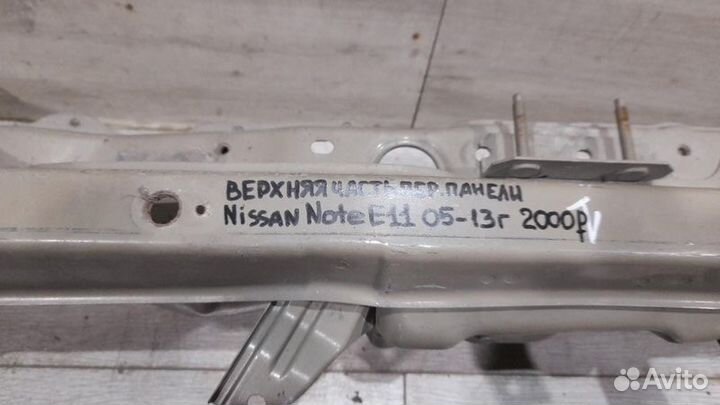 ВЕРХНЯЯ ЧАСТЬ ПЕР. ПАНЕЛИ
NISSAN Note E11 05-13г 2000р
Avito